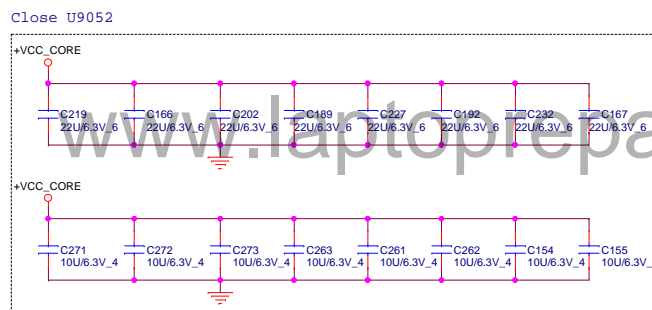 Close U9052
+VCC_CORE
C219 C166 C202 C189 C227 C192 C232 C167
22U/6.3V_6 22U/6.3V_6 22U/6.3V_6 22U/6.3V_6 22U/6.3V_6 22U/6.3V_6 22U/6.3V_6 22U/6.3V_6
www.laptoprepa
+VCC_CORE
C271 C272 C273 C263 C261 C262 C154 C155
10U/6.3V_4 10U/6.3V_4 10U/6.3V_4 10U/6.3V_4 10U/6.3V_4 10U/6.3V_4 10U/6.3V_4 10U/6.3V_